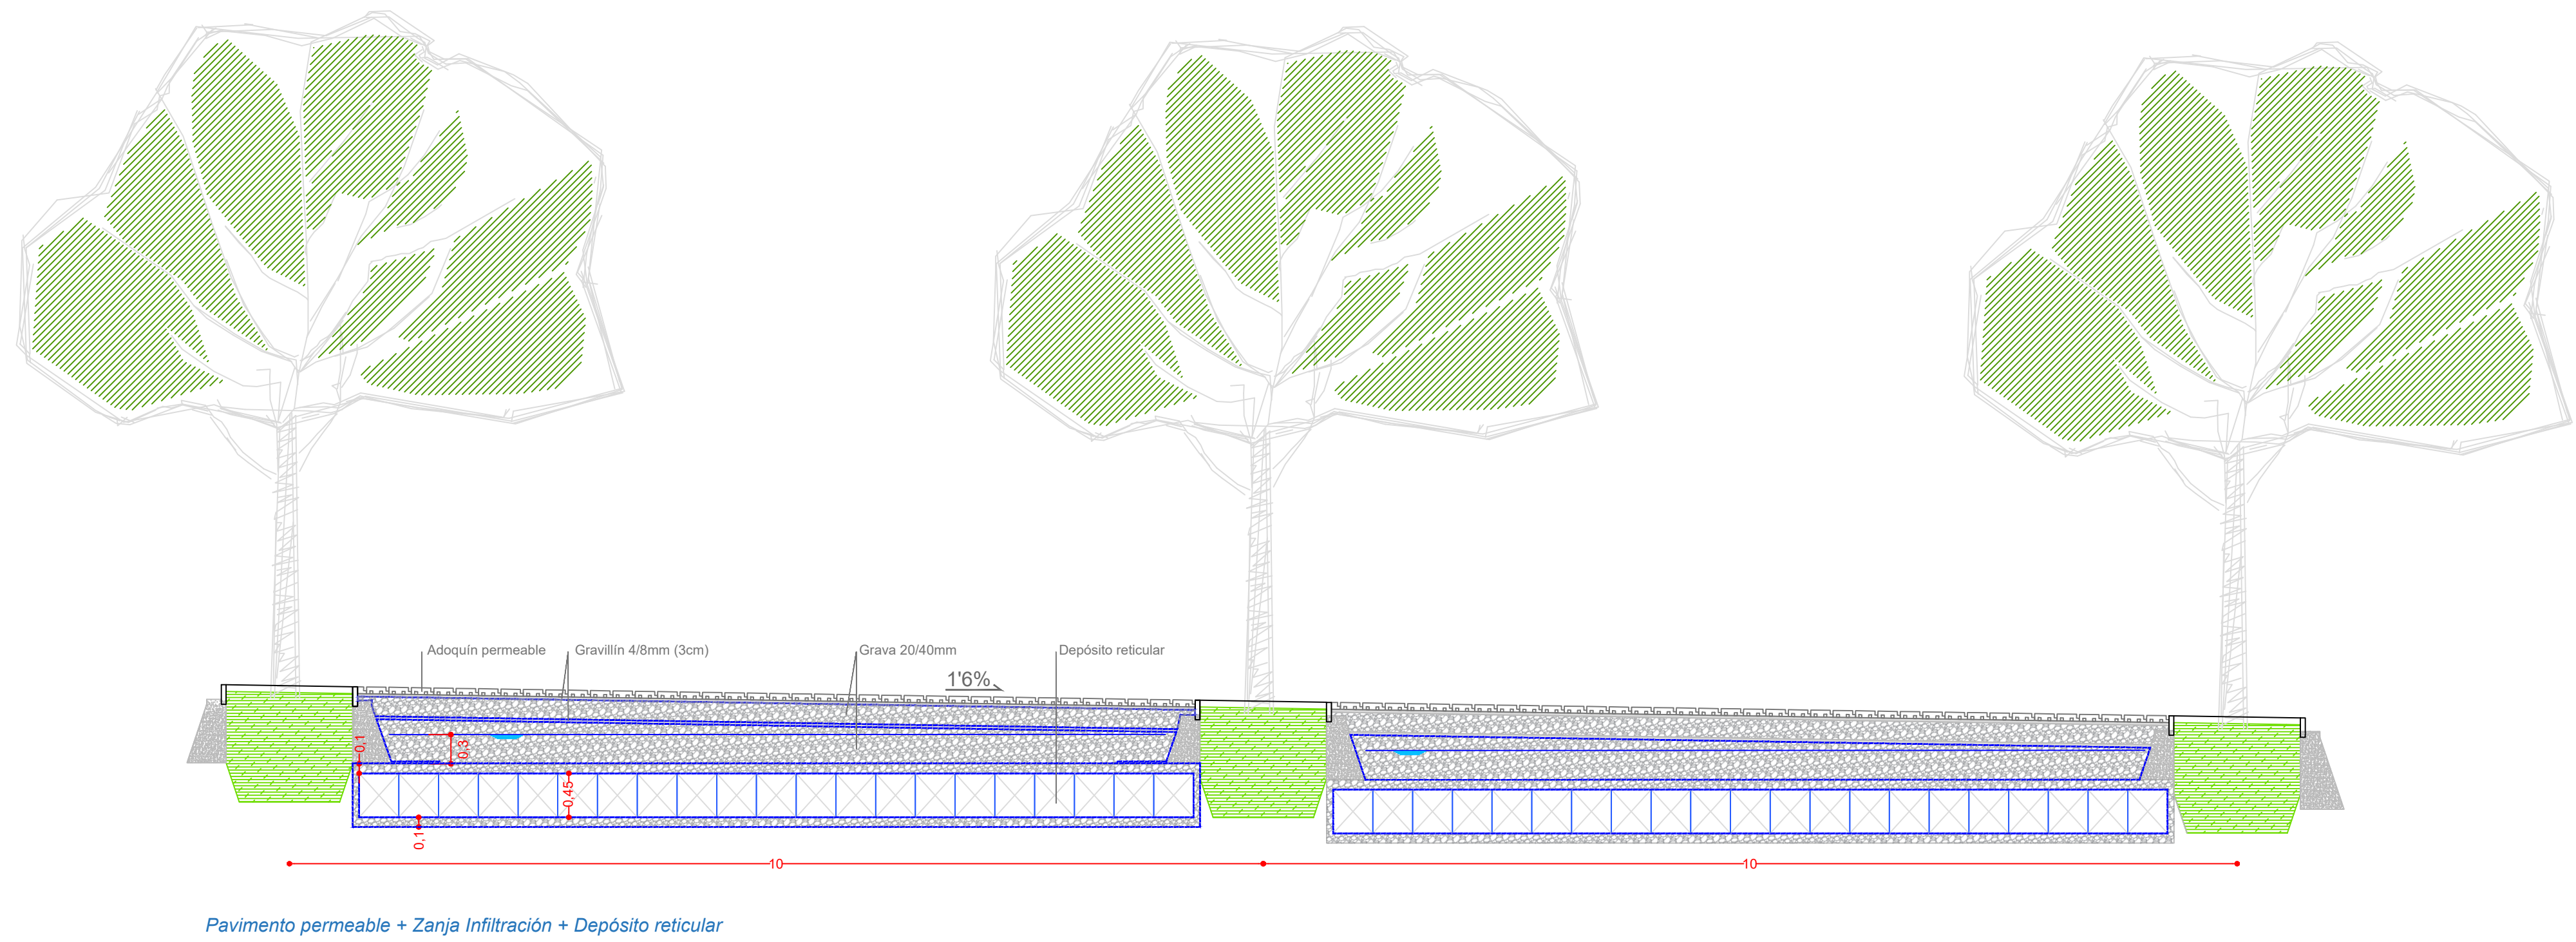 Adoquín permeable
Gravillín 4/8mm (3cm)
Grava 20/40mm
Depósito reticular
1'6%
0,1
0,3
0,45
0,1
10
10
Pavimento permeable + Zanja Infiltración + Depósito reticular